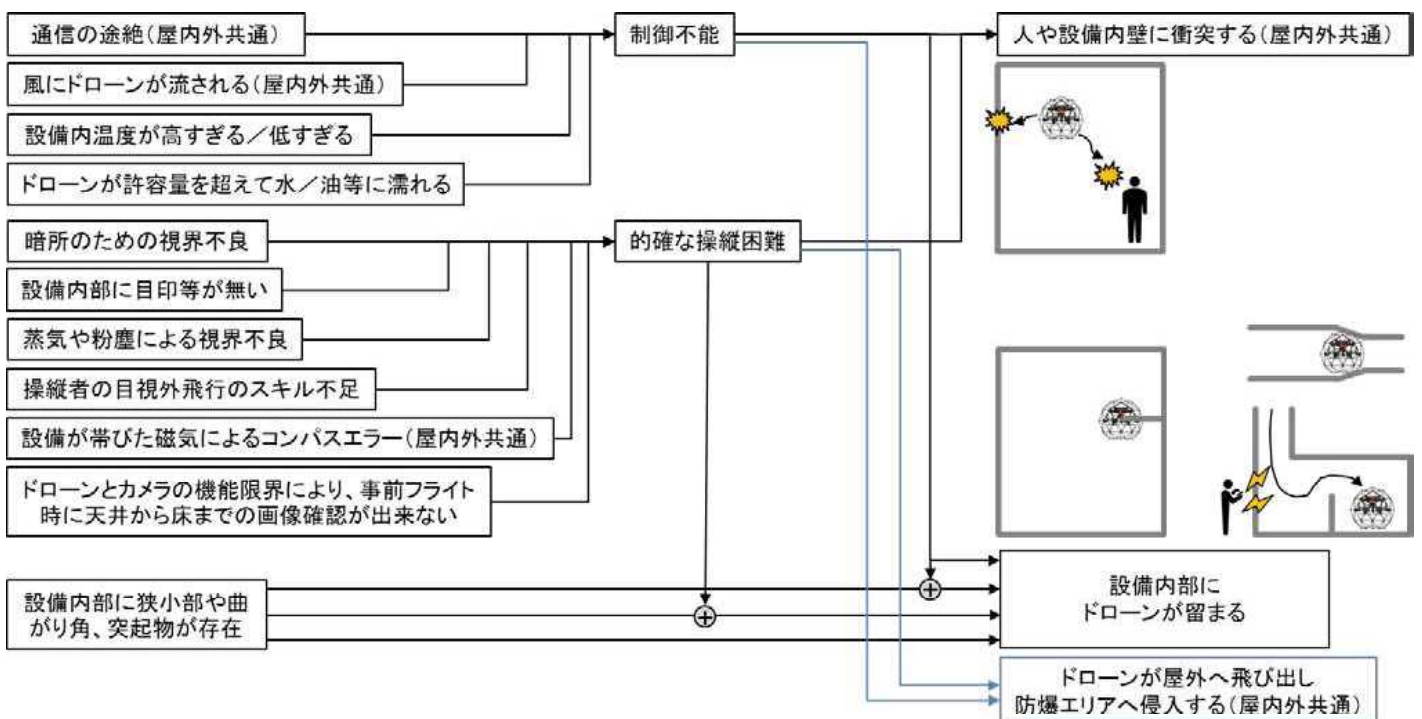 通信の途絶(屋内外共通)
制御不能
人や設備内壁に衝突する(屋内外共通)
風にドローンが流される(屋内外共通)
設備内温度が高すぎる／低すぎる
ドローンが許容量を超えて水／油等に濡れる
暗所のための視界不良
的確な操縦困難
設備内部に目印等が無い
蒸気や粉塵による視界不良
操縦者の目視外飛行のスキル不足
設備が帯びた磁気によるコンパスエラー(屋内外共通)
ドローンとカメラの機能限界により、事前フライト
時に天井から床までの画像確認が出来ない
設備内部に狭小部や曲
がり角、突起物が存在
設備内部に
ドローンが留まる
ドローンが屋外へ飛び出し
防爆エリアへ侵入する(屋内外共通)